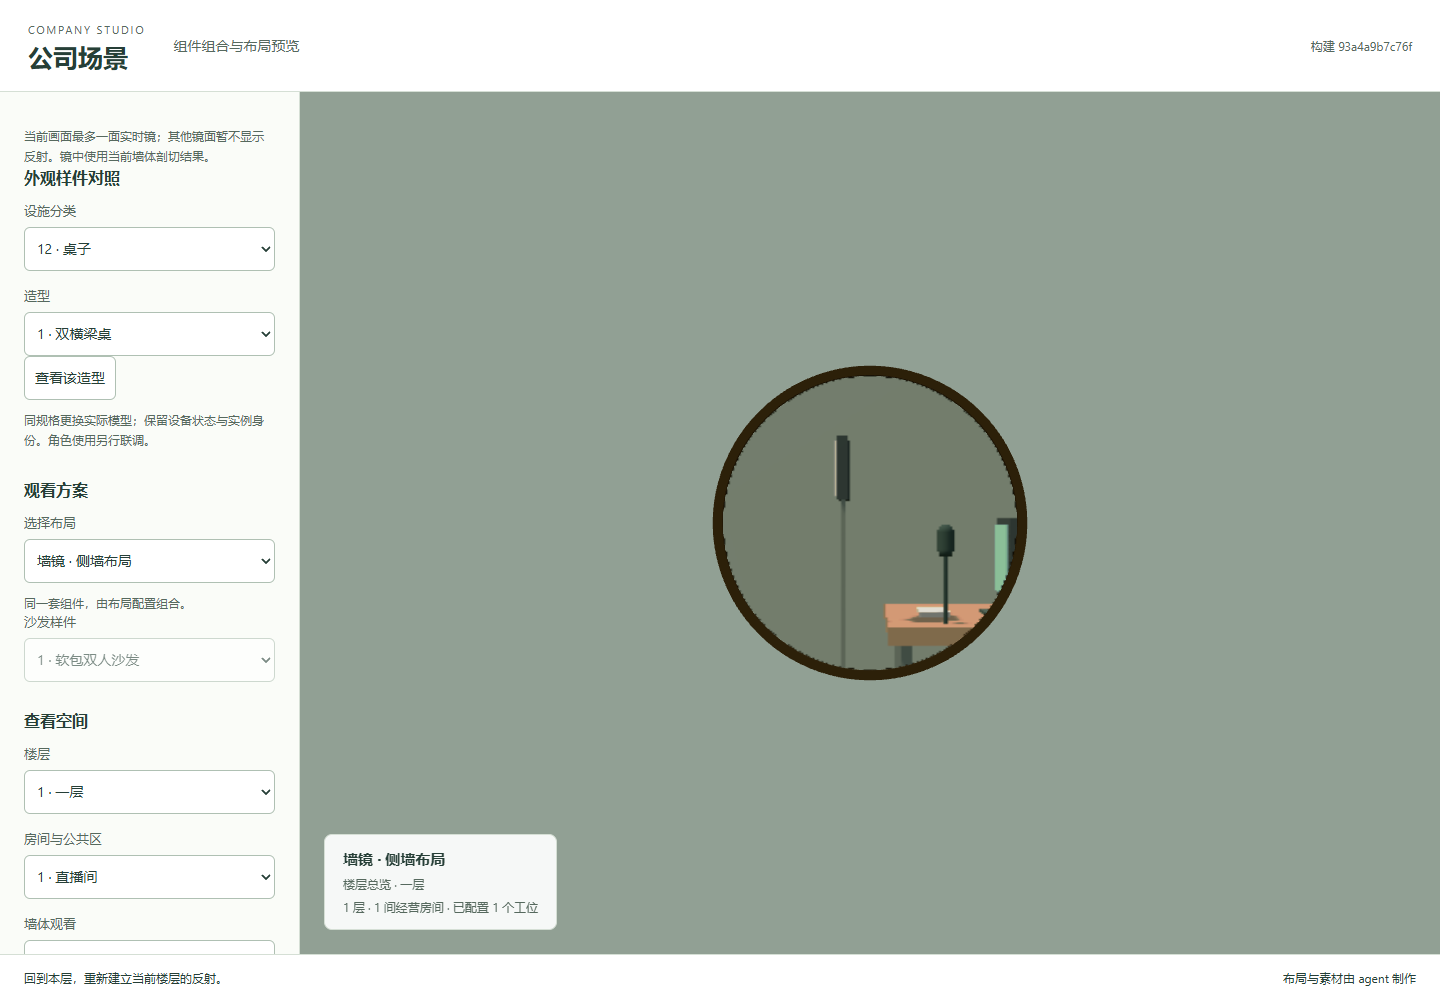 COMPANY STUDIO
公司场景
组件组合与布局预览
构建 93a4a9b7c76f
当前画面最多一面实时镜；其他镜面暂不显示
反射。镜中使用当前墙体剖切结果。
外观样件对照
设施分类
12 · 桌子
造型
1 · 双横梁桌
查看该造型
同规格更换实际模型；保留设备状态与实例身
份。角色使用另行联调。
观看方案
选择布局
墙镜 · 侧墙布局
同一套组件，由布局配置组合。
沙发样件
1 · 软包双人沙发
查看空间
楼层
1 · 一层
房间与公共区
1 · 直播间
墙体观看
墙镜 · 侧墙布局
楼层总览 · 一层
1 层 · 1 间经营房间 · 已配置 1 个工位
回到本层，重新建立当前楼层的反射。
布局与素材由 agent 制作